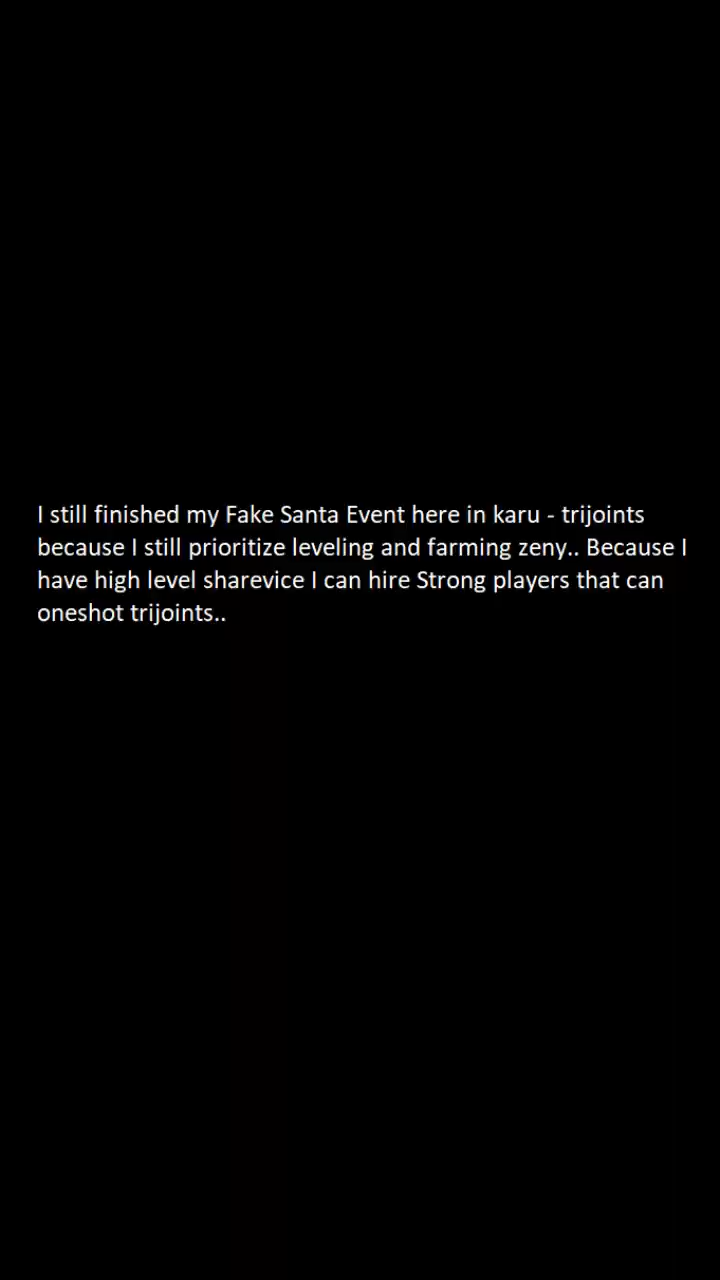 I still finished my Fake Santa Event here in karu - trijoints
because I still prioritize leveling and farming zeny.. Because I
have high level sharevice I can hire Strong players that can
oneshot trijoints..